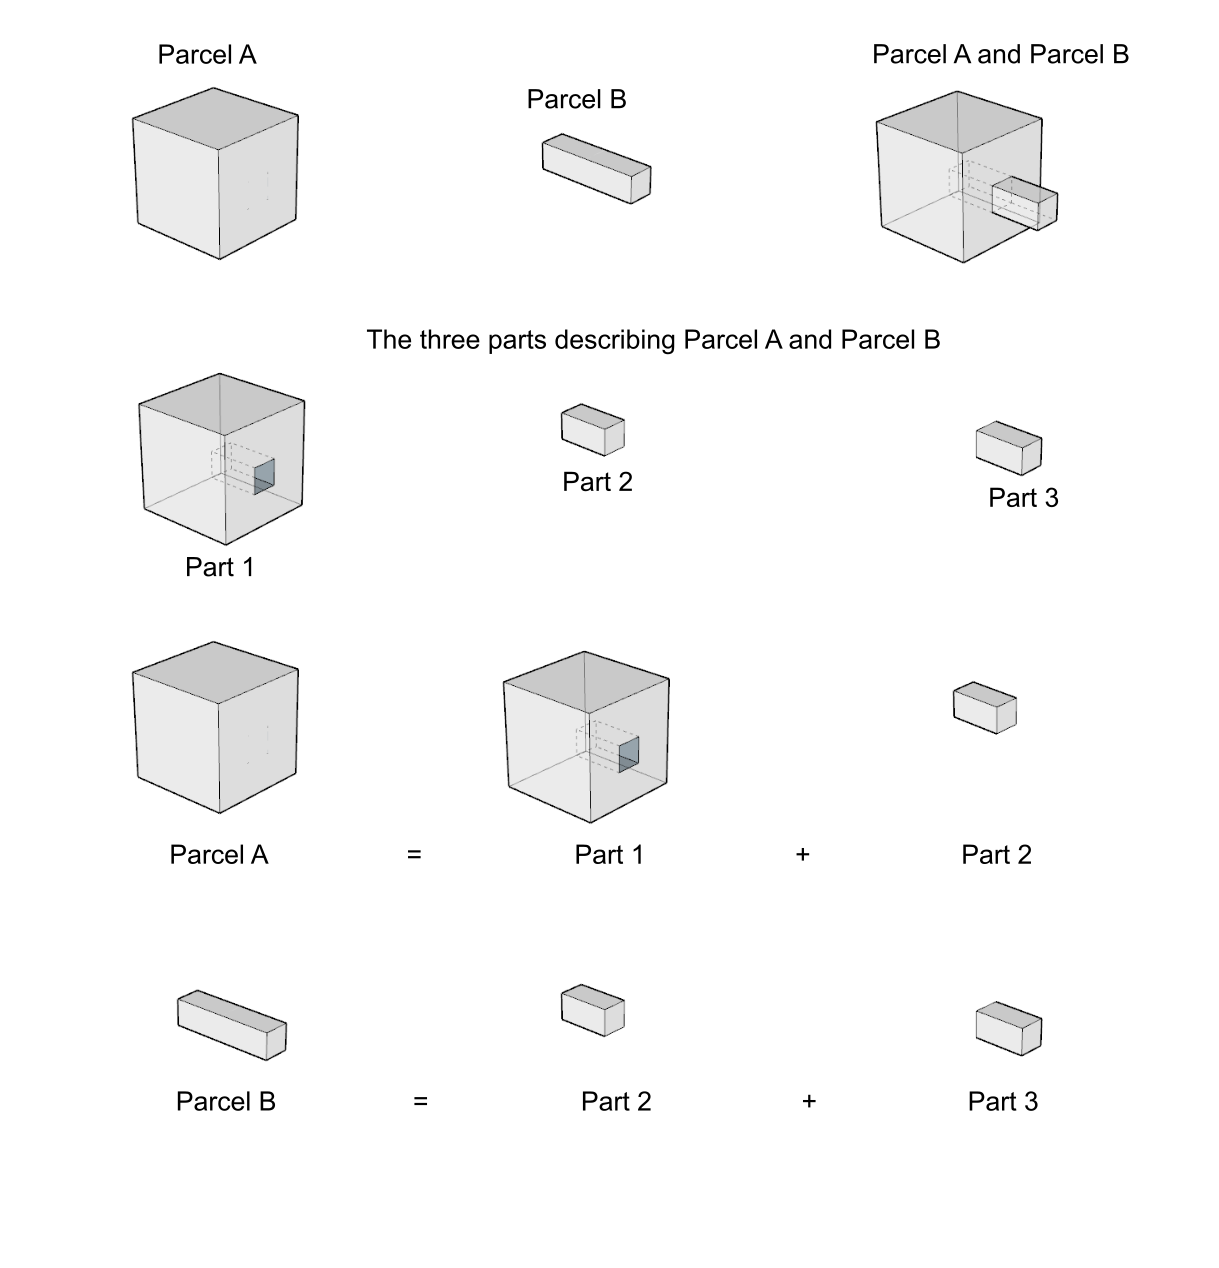 Parcel A
Parcel B
Parcel A and Parcel B
The three parts describing Parcel A and Parcel B
Part 1
Part 2
Part 3
Parcel A = Part 1 + Part 2
Parcel B = Part 2 + Part 3